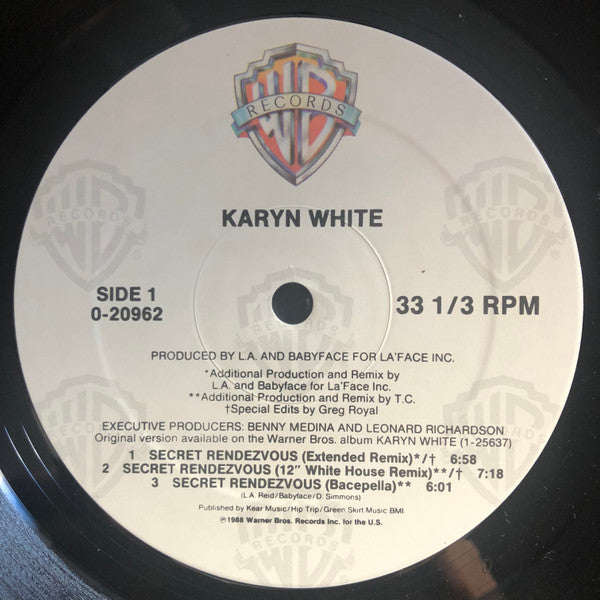 WB
RECORDS
KARYN WHITE
SIDE 1
0-20962
33 1/3 RPM
PRODUCED BY L.A. AND BABYFACE FOR LA'FACE INC.
*Additional Production and Remix by
L.A. and Babyface for La'Face Inc.
**Additional Production and Remix by T.C.
†Special Edits by Greg Royal
EXECUTIVE PRODUCERS: BENNY MEDINA AND LEONARD RICHARDSON
Original version available on the Warner Bros. album KARYN WHITE (1-25637)
1 SECRET RENDEZVOUS (Extended Remix)*/† 6:58
2 SECRET RENDEZVOUS (12” White House Remix)**/† 7:18
3 SECRET RENDEZVOUS (Bacepella)** 6:01
(L.A. Reid/Babyface/D. Simmons)
Published by Kear Music/Hip Trip/Green Skirt Music BMI
℗1988 Warner Bros. Records Inc. for the U.S.